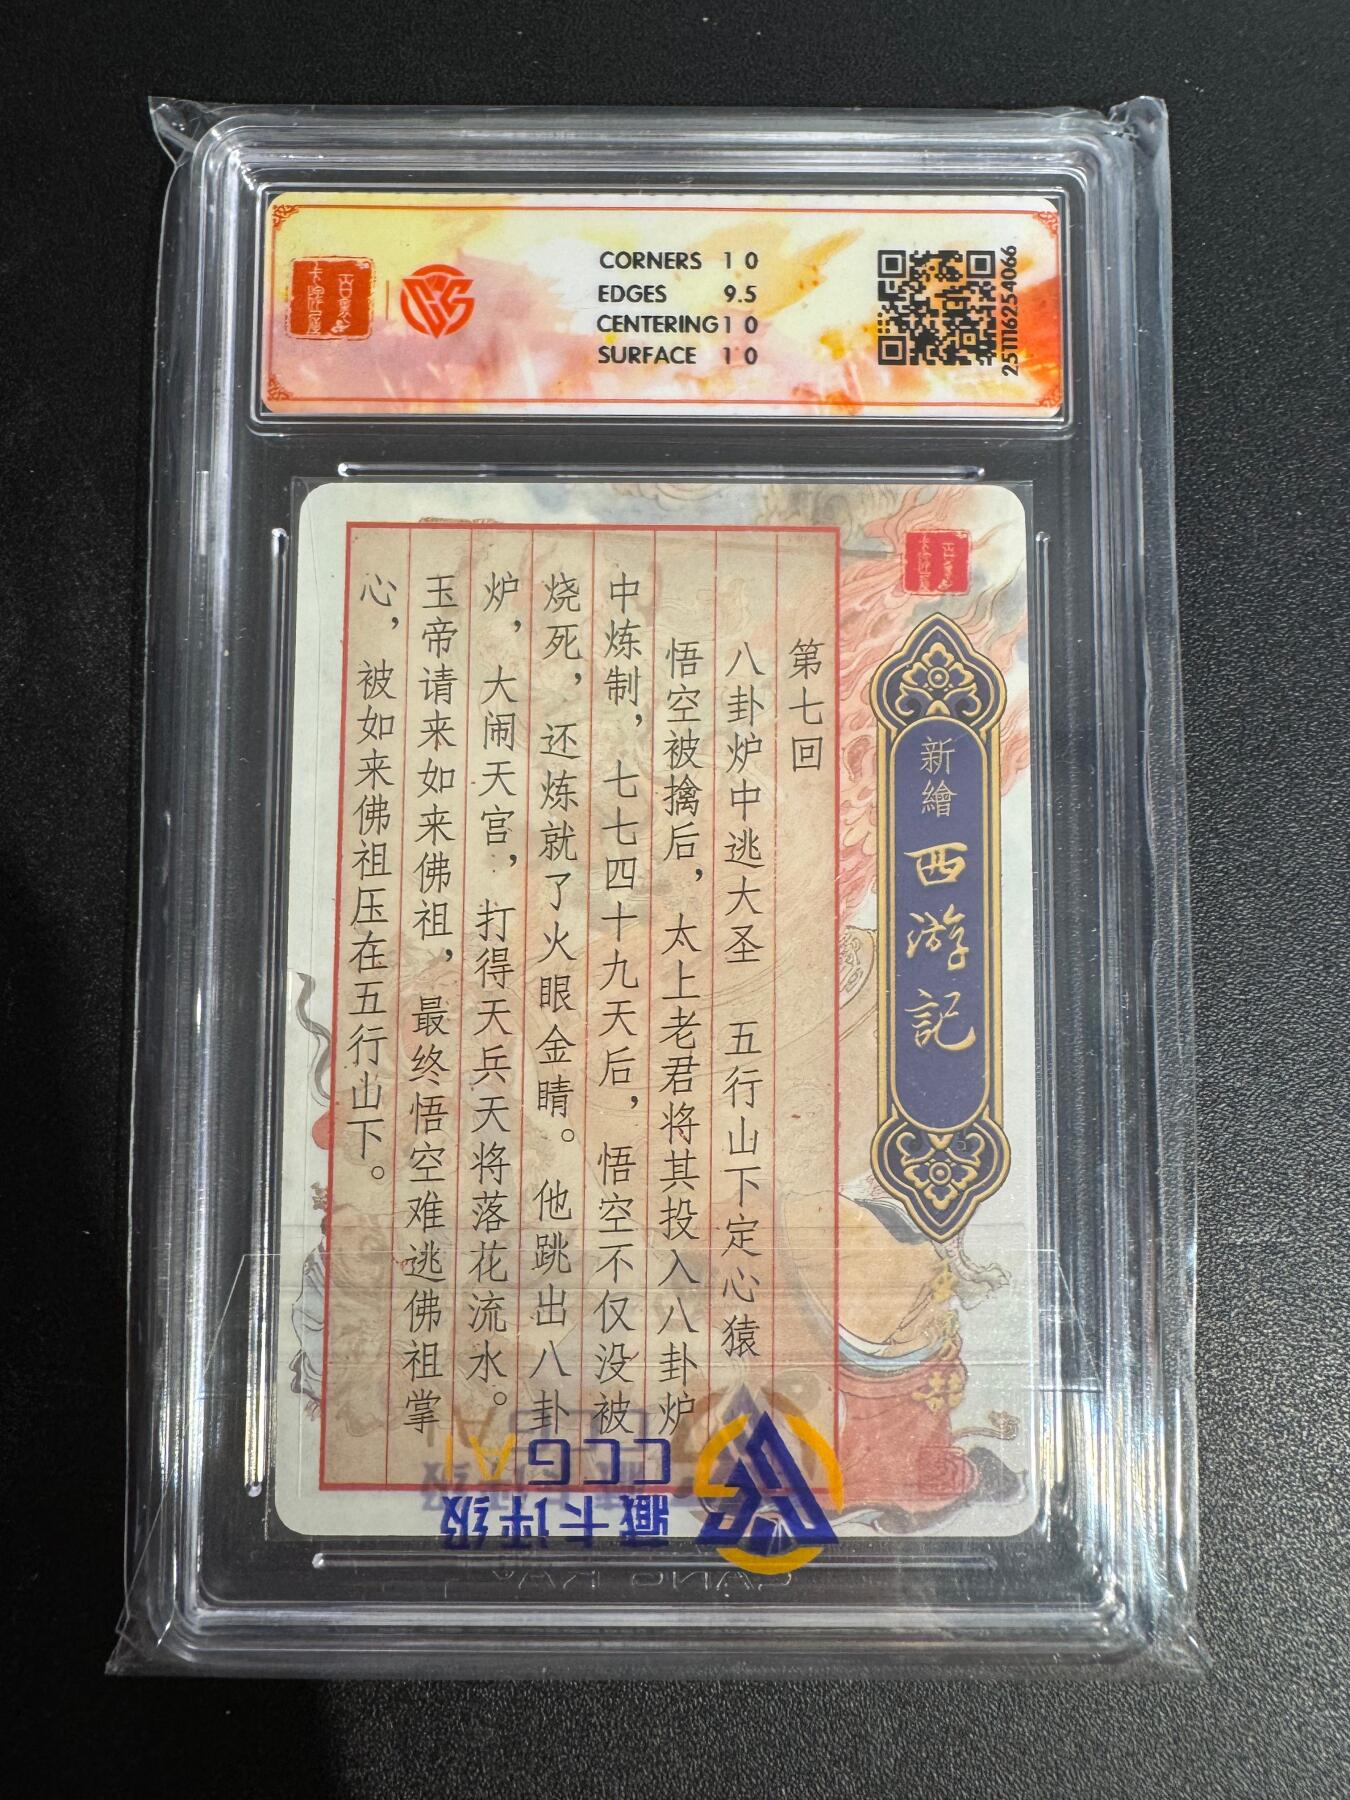 CORNERS 10
EDGES 9.5
CENTERING 10
SURFACE 10
2511116254066
新繪
西游記
第七回
八卦炉中逃大圣 五行山下定心猿
悟空被擒后，太上老君将其投入八卦炉
中炼制，七七四十九天后，悟空不仅没被
烧死，还炼就了火眼金睛。他跳出八卦
炉，大闹天宫，打得天兵天将落花流水。
玉帝请来如来佛祖，最终悟空难逃佛祖掌
心，被如来佛祖压在五行山下。
CCGAI
藏卡评级